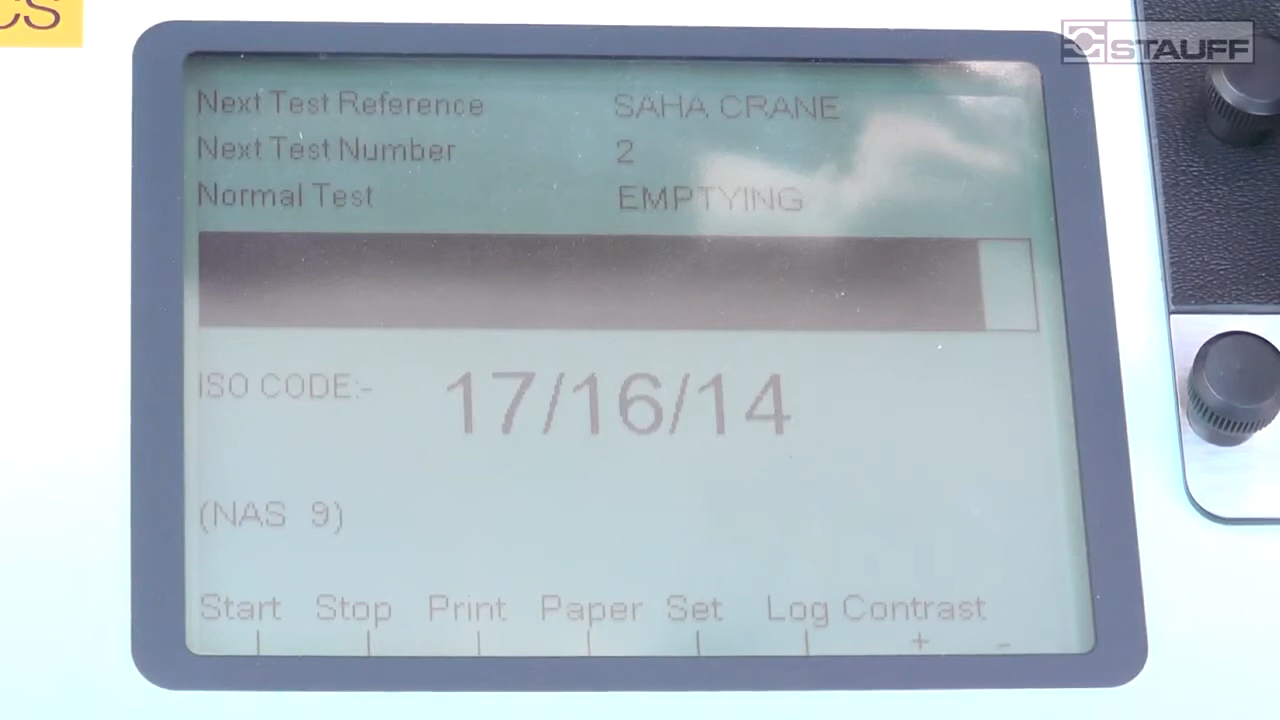 CS
STAUFF
Next Test Reference SAHA CRANE
Next Test Number 2
Normal Test EMPTYING
ISO CODE:- 17/16/14
(NAS 9)
Start Stop Print Paper Set Log Contrast
+ -